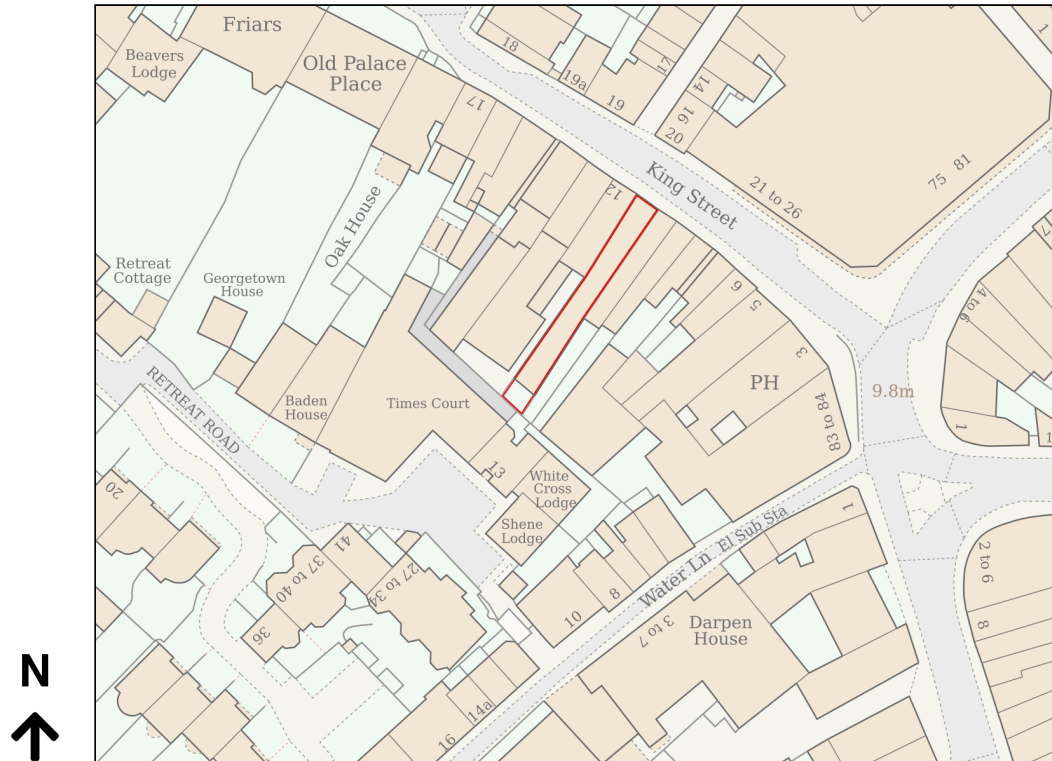 Friars
Beavers
Lodge
Old Palace
Place
17
18
19a
19
17
14
16
20
1
King Street
21 to 26
75
81
17
12
Oak House
Retreat
Cottage
Georgetown
House
6
5
3
4 to 6
RETREAT ROAD
Baden
House
Times Court
PH
9.8m
83 to 84
1
1
13
White
Cross
Lodge
Shene
Lodge
20
41
37 to 40
27 to 34
36
El Sub Sta
1
Water Ln
10
8
3 to 7
Darpen
House
2 to 6
8
14a
16
N